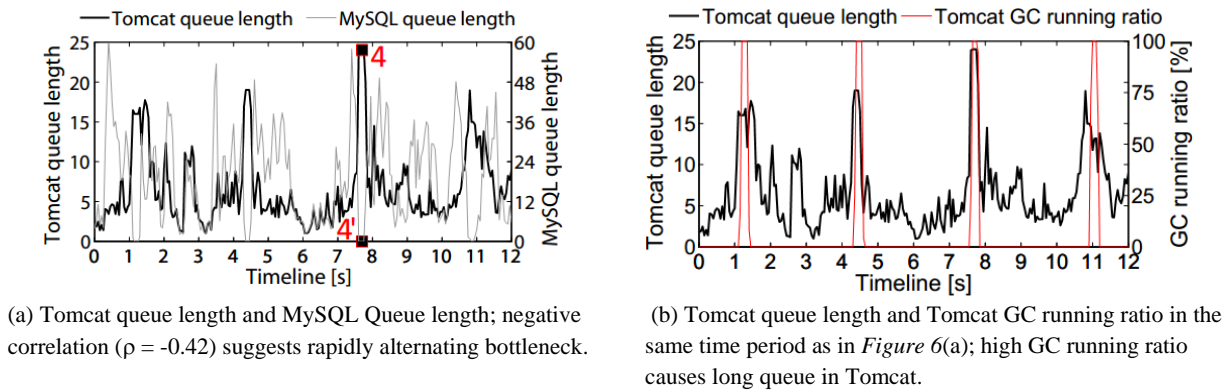 Tomcat queue length MySQL queue length
25
20
15
10
5
0
Tomcat queue length
60
48
36
24
12
0
MySQL queue length
4
4'
0 1 2 3 4 5 6 7 8 9 10 11 12
Timeline [s]
(a) Tomcat queue length and MySQL Queue length; negative
correlation (ρ = -0.42) suggests rapidly alternating bottleneck.
Tomcat queue length Tomcat GC running ratio
25
20
15
10
5
0
Tomcat queue length
100
75
50
25
0
GC running ratio [%]
0 1 2 3 4 5 6 7 8 9 10 11 12
Timeline [s]
(b) Tomcat queue length and Tomcat GC running ratio in the
same time period as in Figure 6(a); high GC running ratio
causes long queue in Tomcat.